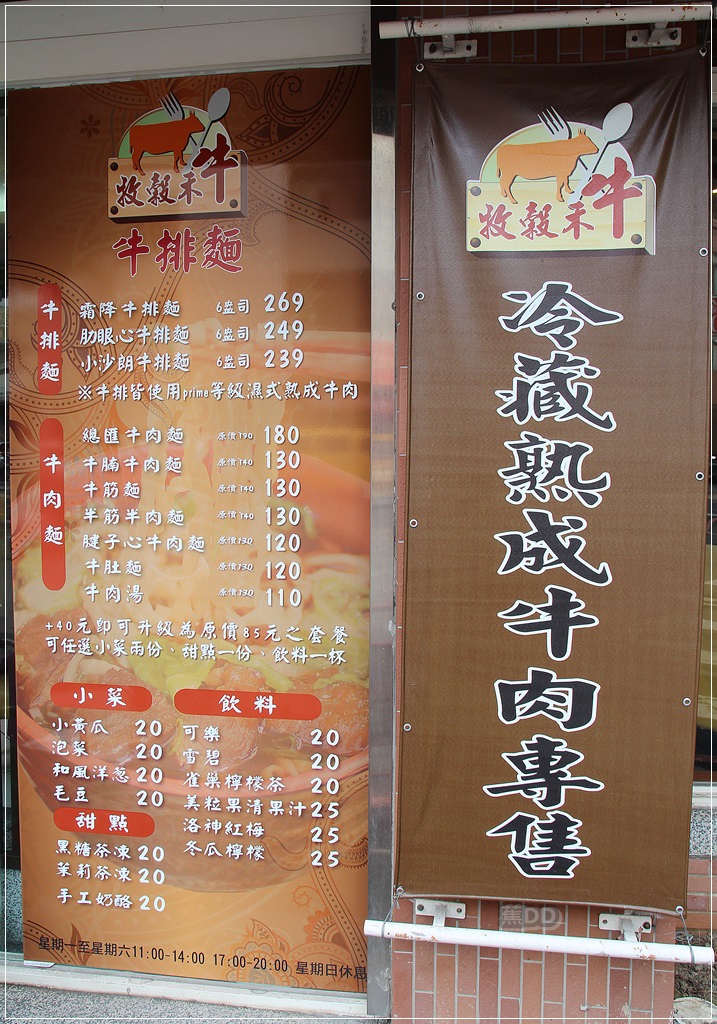 牧穀禾牛
牛排麵
牛排麵
霜降牛排麵 6盎司 269
肋眼心牛排麵 6盎司 249
小沙朗牛排麵 6盎司 239
※牛排皆使用prime等級濕式熟成牛肉
牛肉麵
總匯牛肉麵 原價190 180
牛腩牛肉麵 原價140 130
牛筋麵 原價140 130
半筋半肉麵 原價140 130
腱子心牛肉麵 原價130 120
牛肚麵 原價130 120
牛肉湯 原價130 110
+40元即可升級為原價85元之套餐
可任選小菜兩份、甜點一份、飲料一杯
小菜
小黃瓜 20
泡菜 20
和風洋蔥 20
毛豆 20
甜點
黑糖茶凍 20
茉莉茶凍 20
手工奶酪 20
飲料
可樂 20
雪碧 20
雀巢檸檬茶 20
美粒果清果汁 25
洛神紅梅 25
冬瓜檸檬 25
星期一至星期六11:00-14:00 17:00-20:00 星期日休息
牧穀禾牛
冷藏熟成牛肉專售
蕉DD